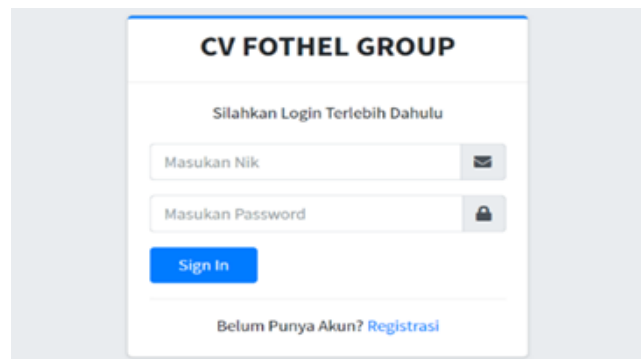 CV FOTHEL GROUP
Silahkan Login Terlebih Dahulu
Masukan Nik
Masukan Password
Sign In
Belum Punya Akun? Registrasi